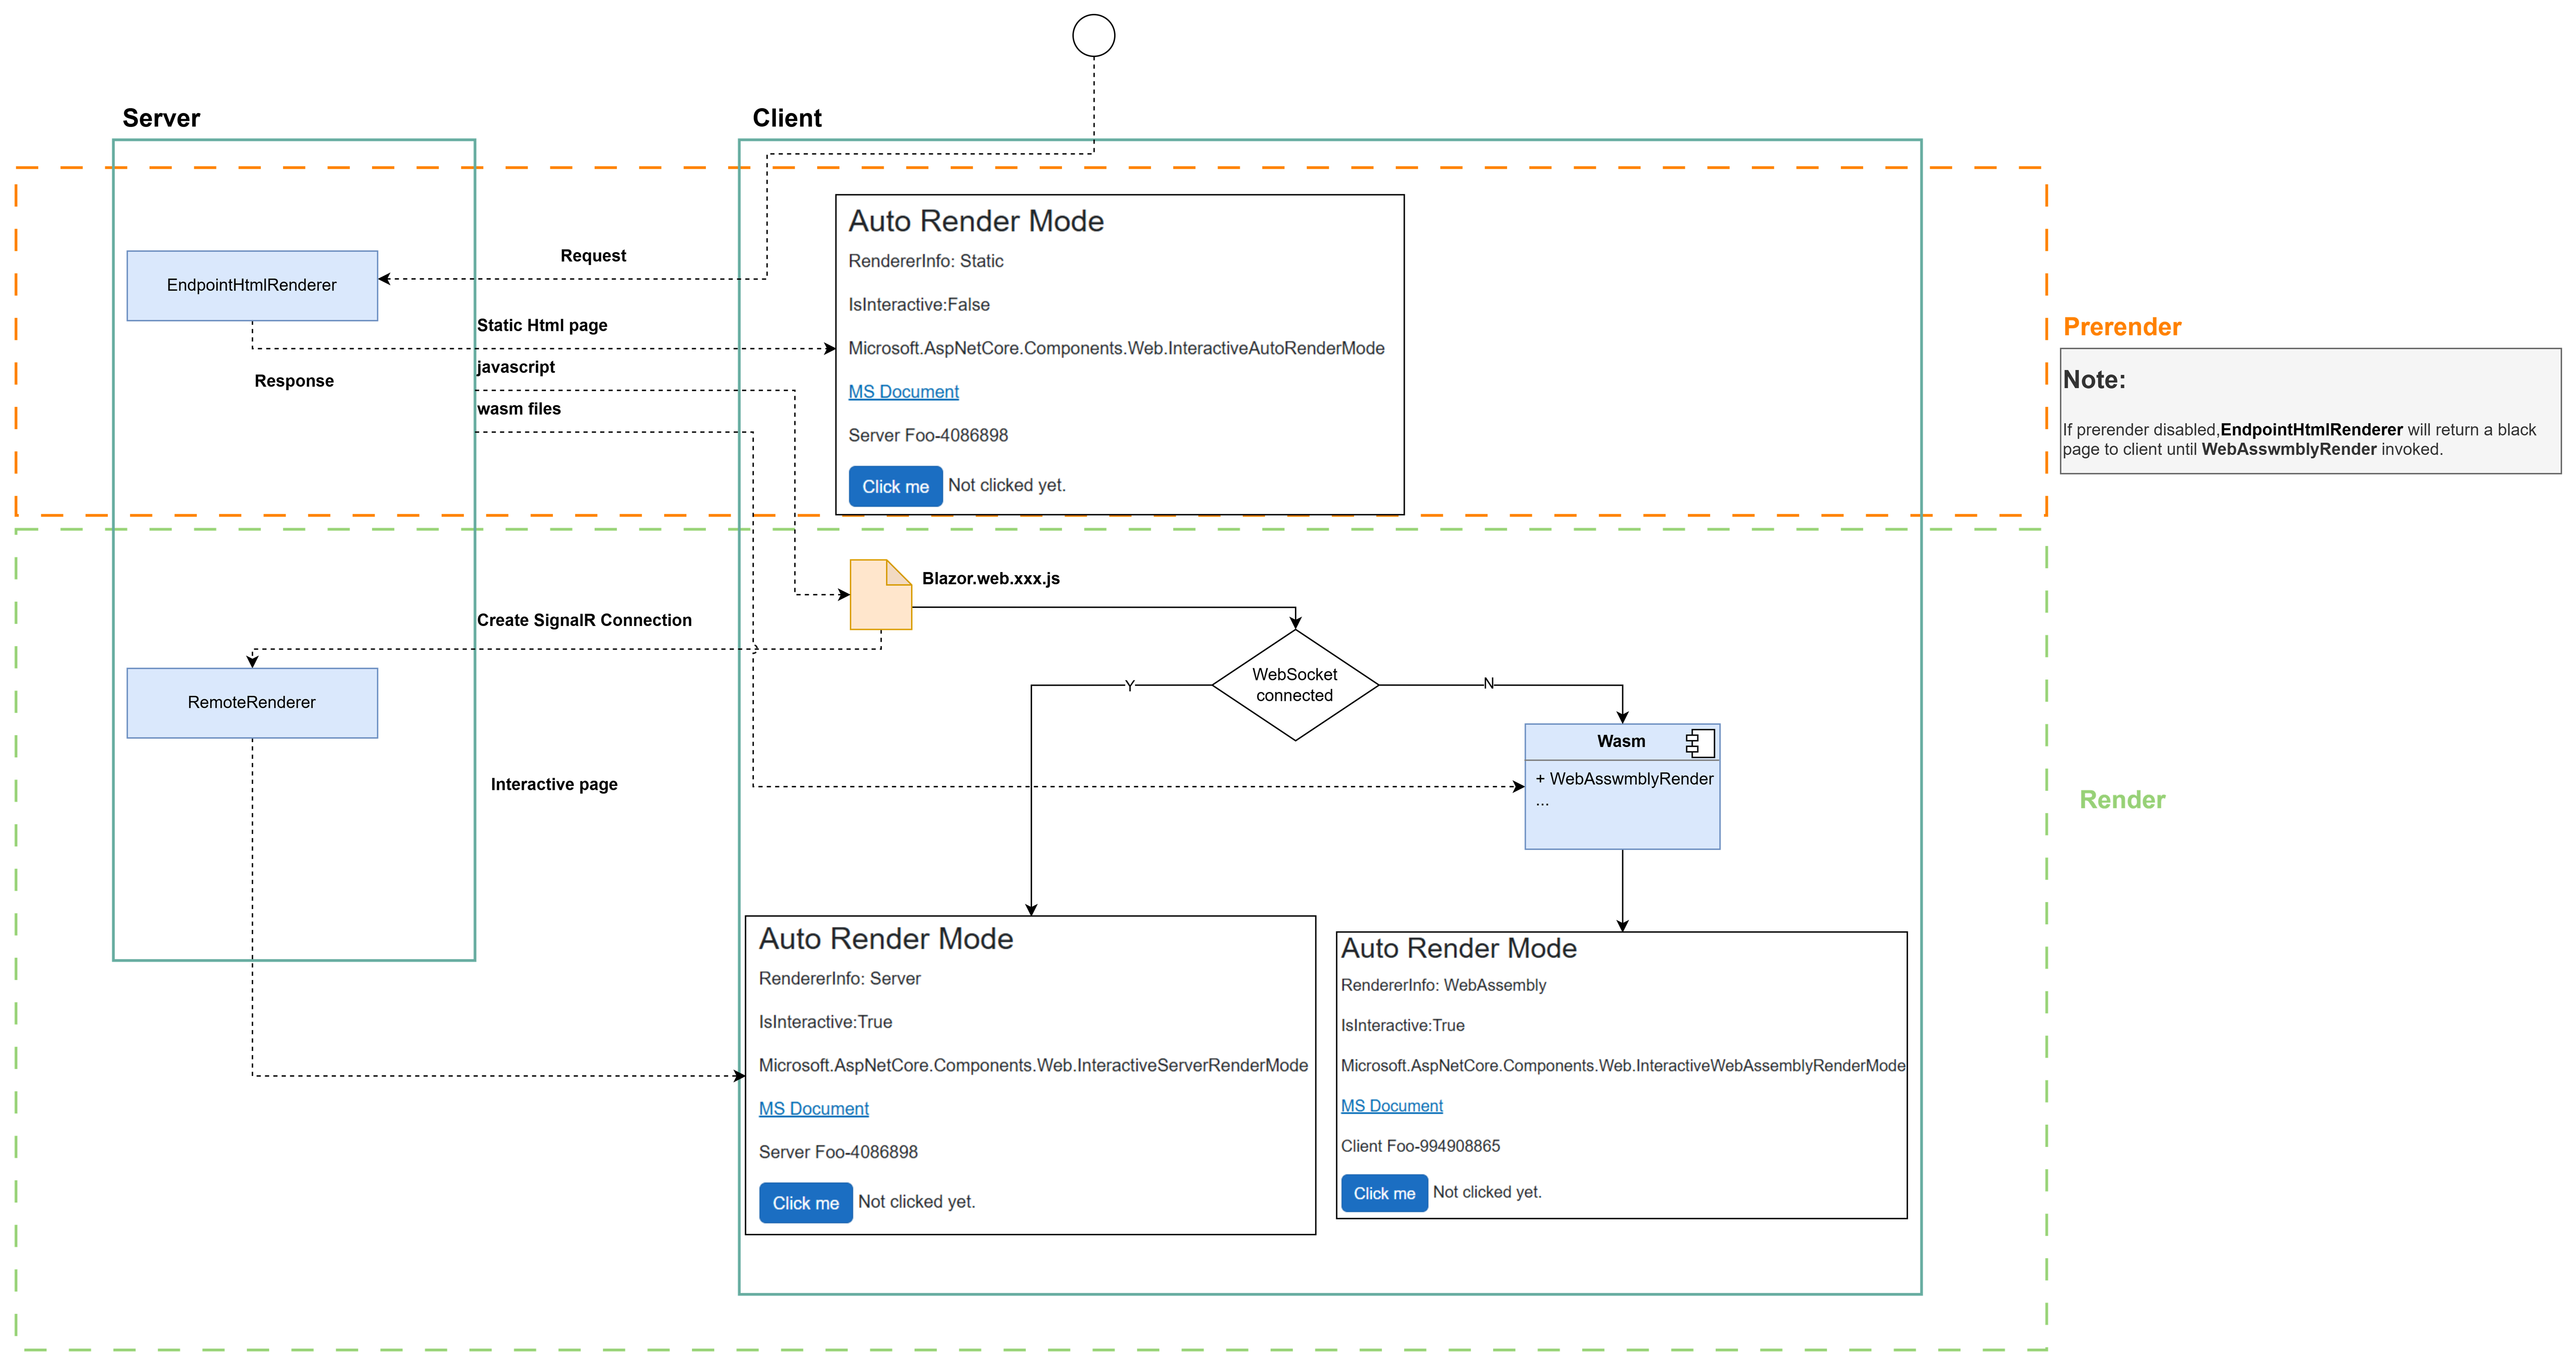 Server
Client
Auto Render Mode
RendererInfo: Static
IsInteractive:False
Microsoft.AspNetCore.Components.Web.InteractiveAutoRenderMode
MS Document
Server Foo-4086898
Click me Not clicked yet.
EndpointHtmlRenderer
Request
Static Html page
javascript
Response
wasm files
Prerender
Note:
If prerender disabled,EndpointHtmlRenderer will return a black
page to client until WebAsswmblyRender invoked.
Blazor.web.xxx.js
Create SignalR Connection
WebSocket
connected
Y
N
RemoteRenderer
Wasm
+ WebAsswmblyRender
...
Interactive page
Render
Auto Render Mode
RendererInfo: Server
IsInteractive:True
Microsoft.AspNetCore.Components.Web.InteractiveServerRenderMode
MS Document
Server Foo-4086898
Click me Not clicked yet.
Auto Render Mode
RendererInfo: WebAssembly
IsInteractive:True
Microsoft.AspNetCore.Components.Web.InteractiveWebAssemblyRenderMode
MS Document
Client Foo-994908865
Click me Not clicked yet.